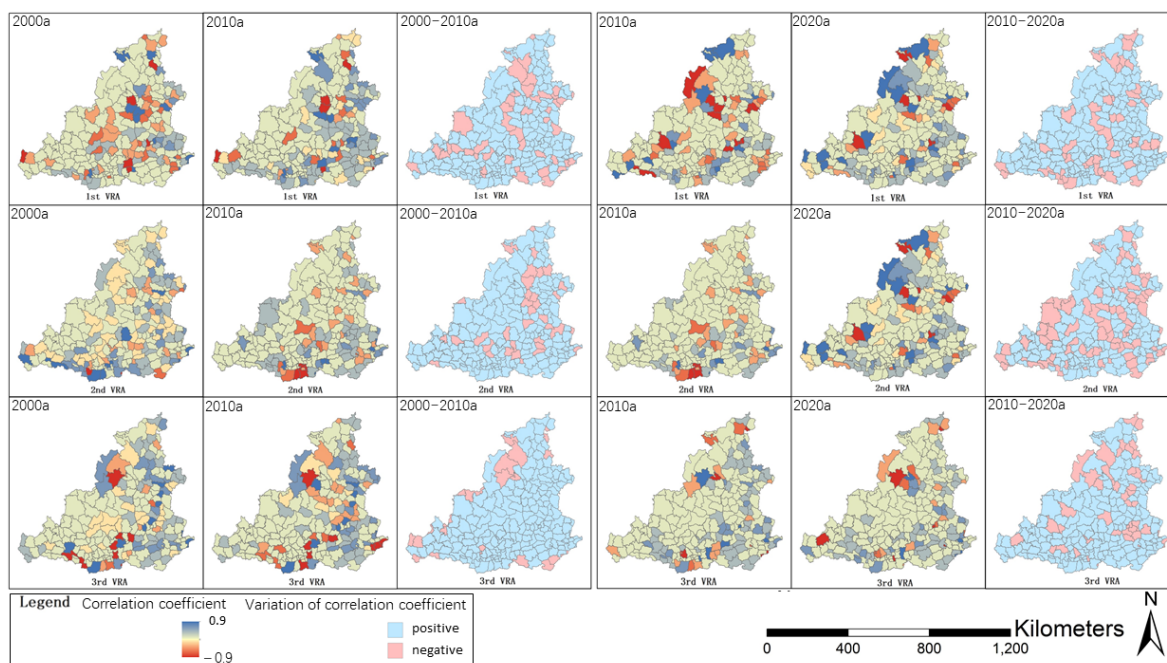 2000a 2010a 2000-2010a 2010a 2020a 2010-2020a
1st VRA 1st VRA 1st VRA 1st VRA 1st VRA 1st VRA
2000a 2010a 2000-2010a 2010a 2020a 2010-2020a
2nd VRA 2nd VRA 2nd VRA 2nd VRA 2nd VRA 2nd VRA
2000a 2010a 2000-2010a 2010a 2020a 2010-2020a
3rd VRA 3rd VRA 3rd VRA 3rd VRA 3rd VRA 3rd VRA
Legend Correlation coefficient Variation of correlation coefficient
0.9
-0.9
positive
negative
N
Kilometers
0 400 800 1,200